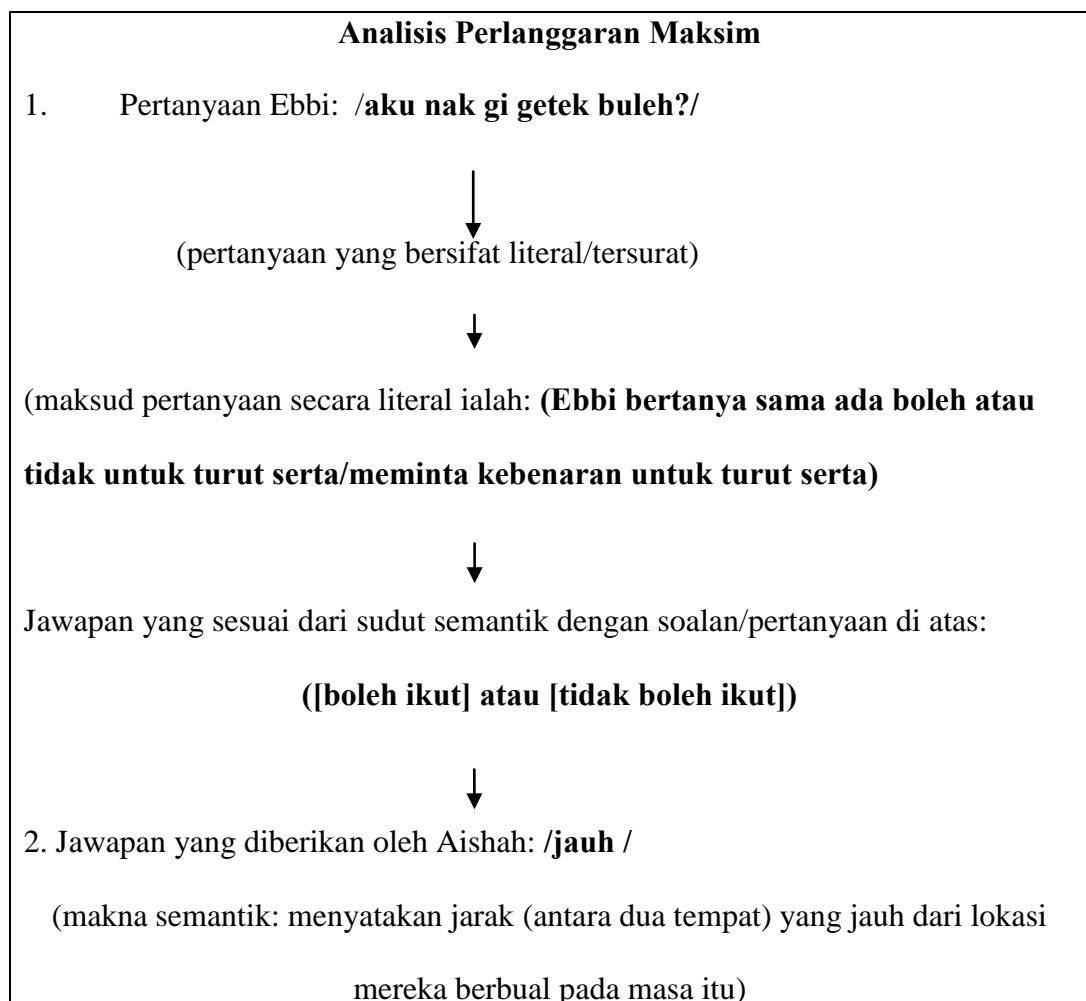 Analisis Perlanggaran Maksim
1. Pertanyaan Ebbi: /aku nak gi getek buleh?/
(pertanyaan yang bersifat literal/tersurat)
(maksud pertanyaan secara literal ialah: (Ebbi bertanya sama ada boleh atau
tidak untuk turut serta/meminta kebenaran untuk turut serta)
Jawapan yang sesuai dari sudut semantik dengan soalan/pertanyaan di atas:
([boleh ikut] atau [tidak boleh ikut])
2. Jawapan yang diberikan oleh Aishah: /jauh /
(makna semantik: menyatakan jarak (antara dua tempat) yang jauh dari lokasi
mereka berbual pada masa itu)